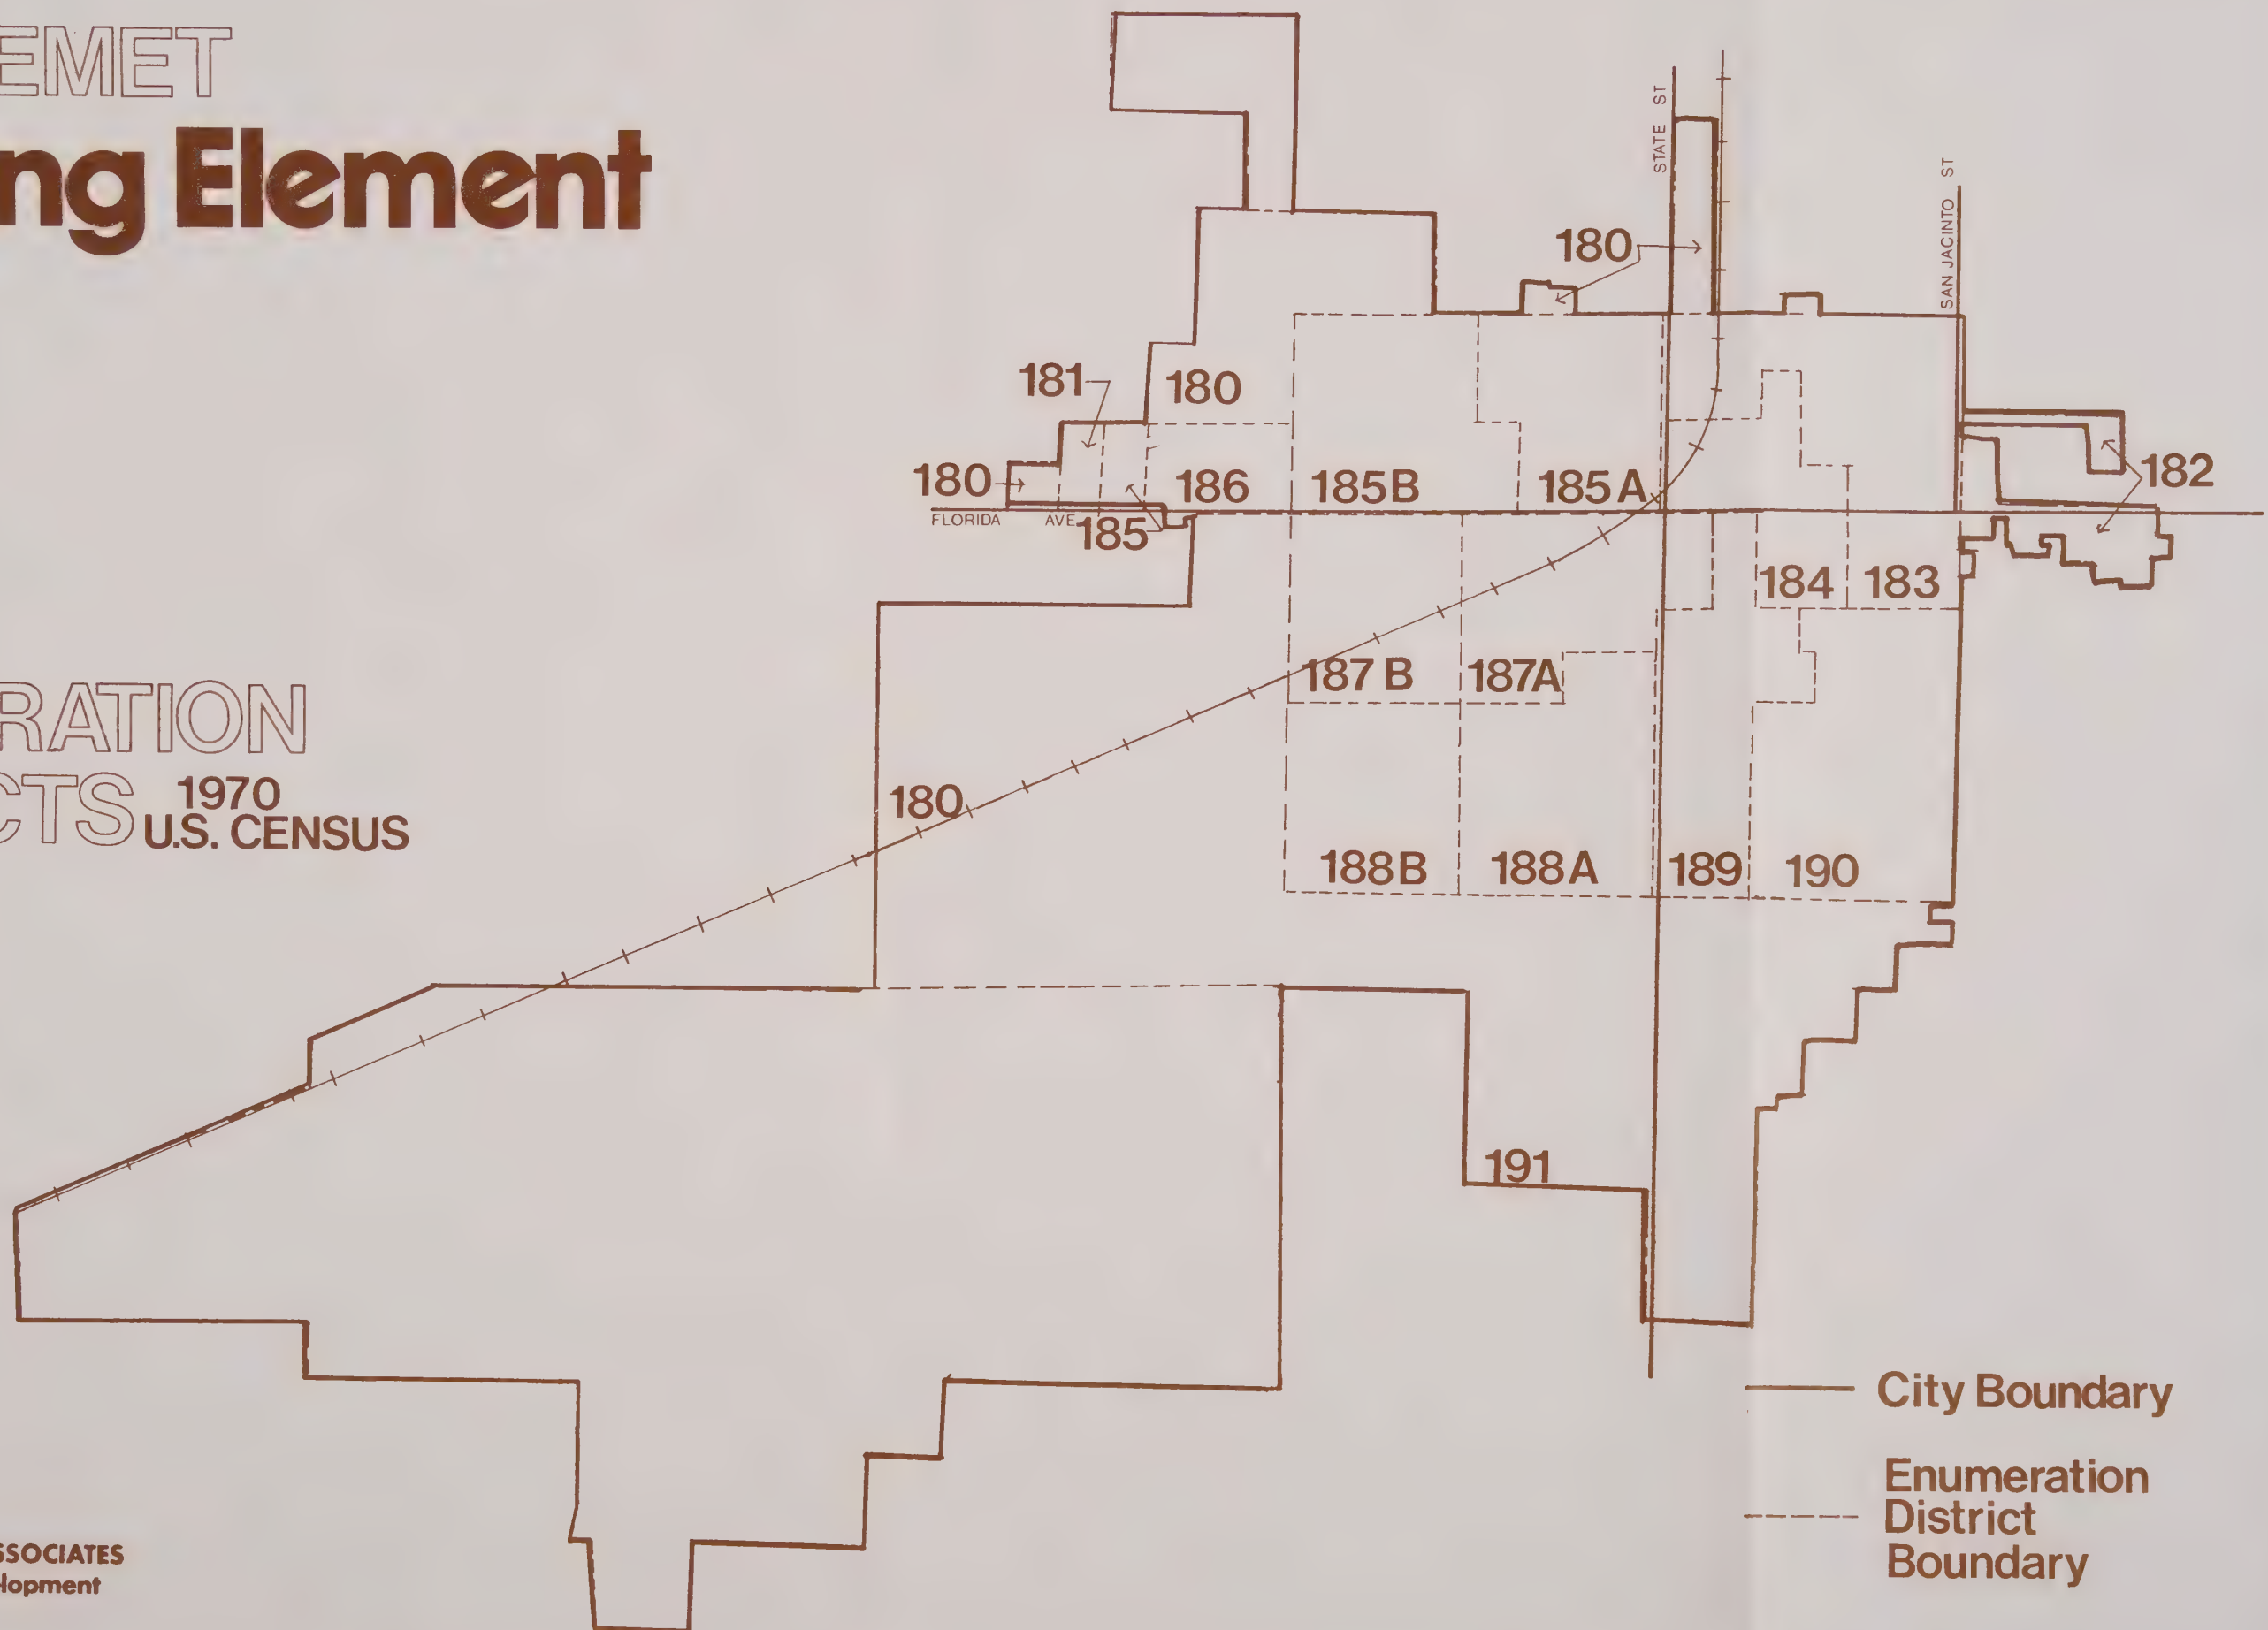 EMET
ng Element
RATION
CTS 1970
U.S. CENSUS
STATE ST
SAN JACINTO ST
180
181
180
180
186
185B
185A
182
FLORIDA AVE
185
184
183
187B
187A
180
188B
188A
189
190
191
City Boundary
Enumeration
District
Boundary
SSOCIATES
lopment